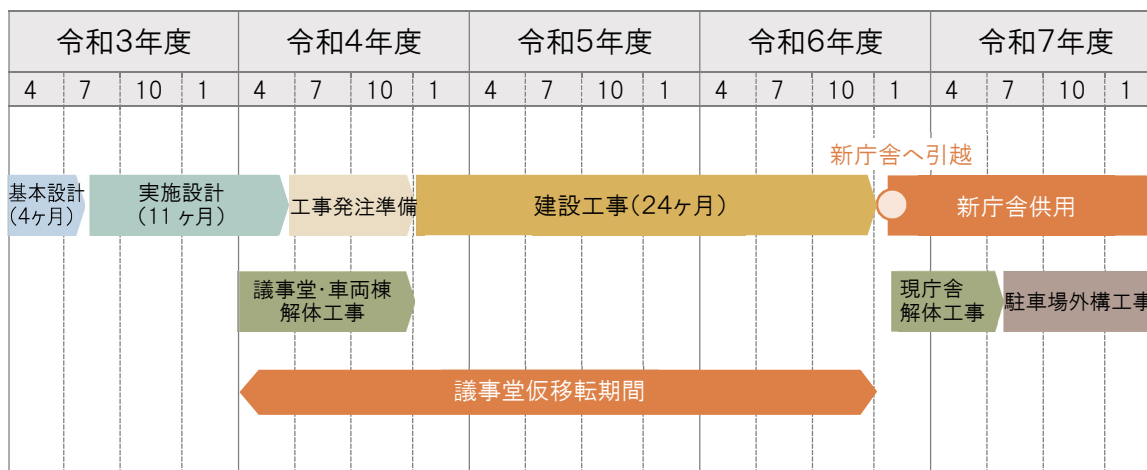 令和3年度 令和4年度 令和5年度 令和6年度 令和7年度
4 7 10 1 4 7 10 1 4 7 10 1 4 7 10 1 4 7 10 1
新庁舎へ引越
基本設計
(4ヶ月)
実施設計
(11ヶ月)
工事発注準備
建設工事(24ヶ月)
新庁舎供用
議事堂・車両棟
解体工事
現庁舎
解体工事
駐車場外構工事
議事堂仮移転期間